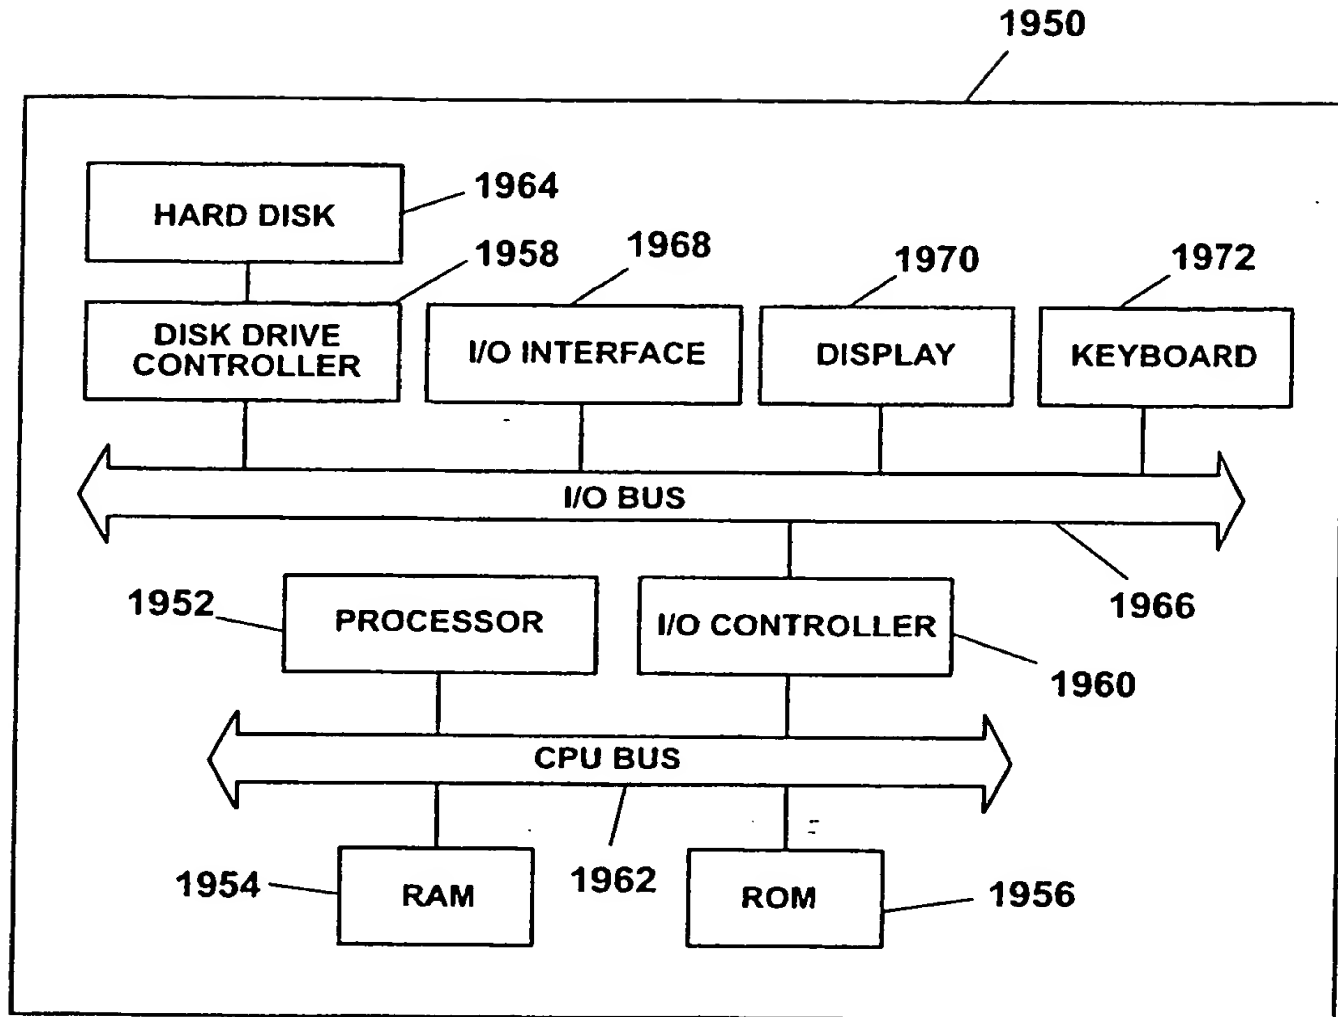 1950
HARD DISK
1964
1958
1968
1970
1972
DISK DRIVE
CONTROLLER
I/O INTERFACE
DISPLAY
KEYBOARD
I/O BUS
1952
PROCESSOR
I/O CONTROLLER
1966
1960
CPU BUS
1954
RAM
1962
ROM
1956